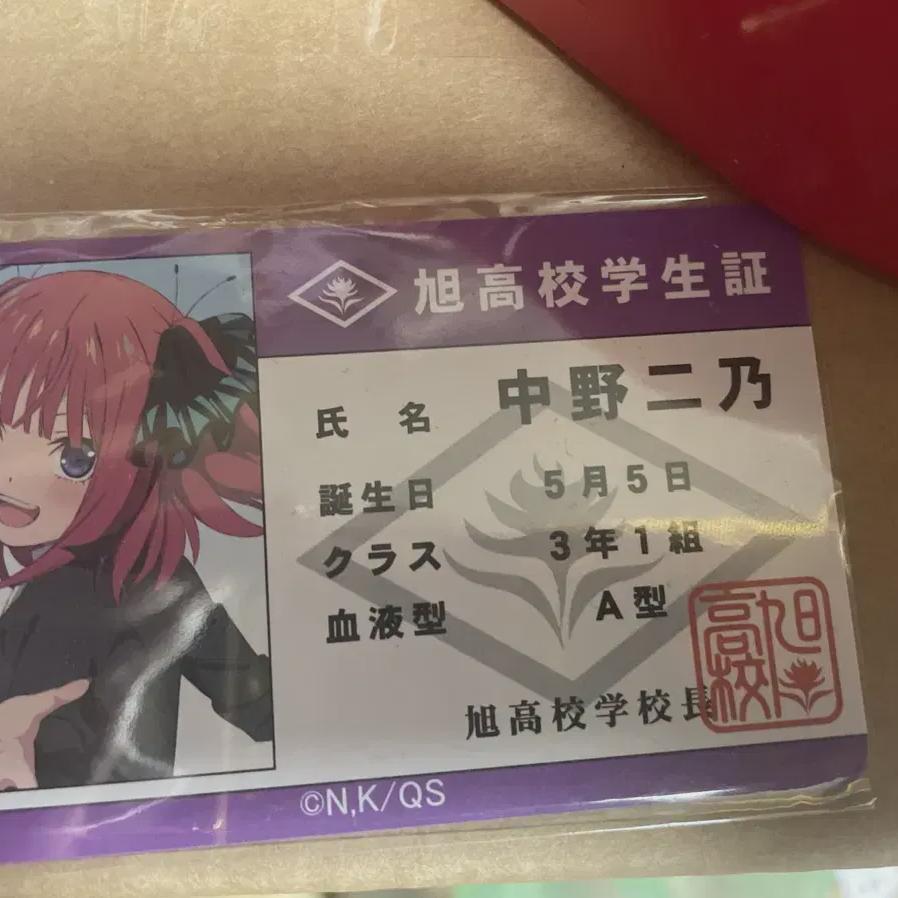 旭高校学生証
氏名 中野二乃
誕生日 5月5日
クラス 3年1組
血液型 A型
旭高校学校長
旭高校
©N,K/QS